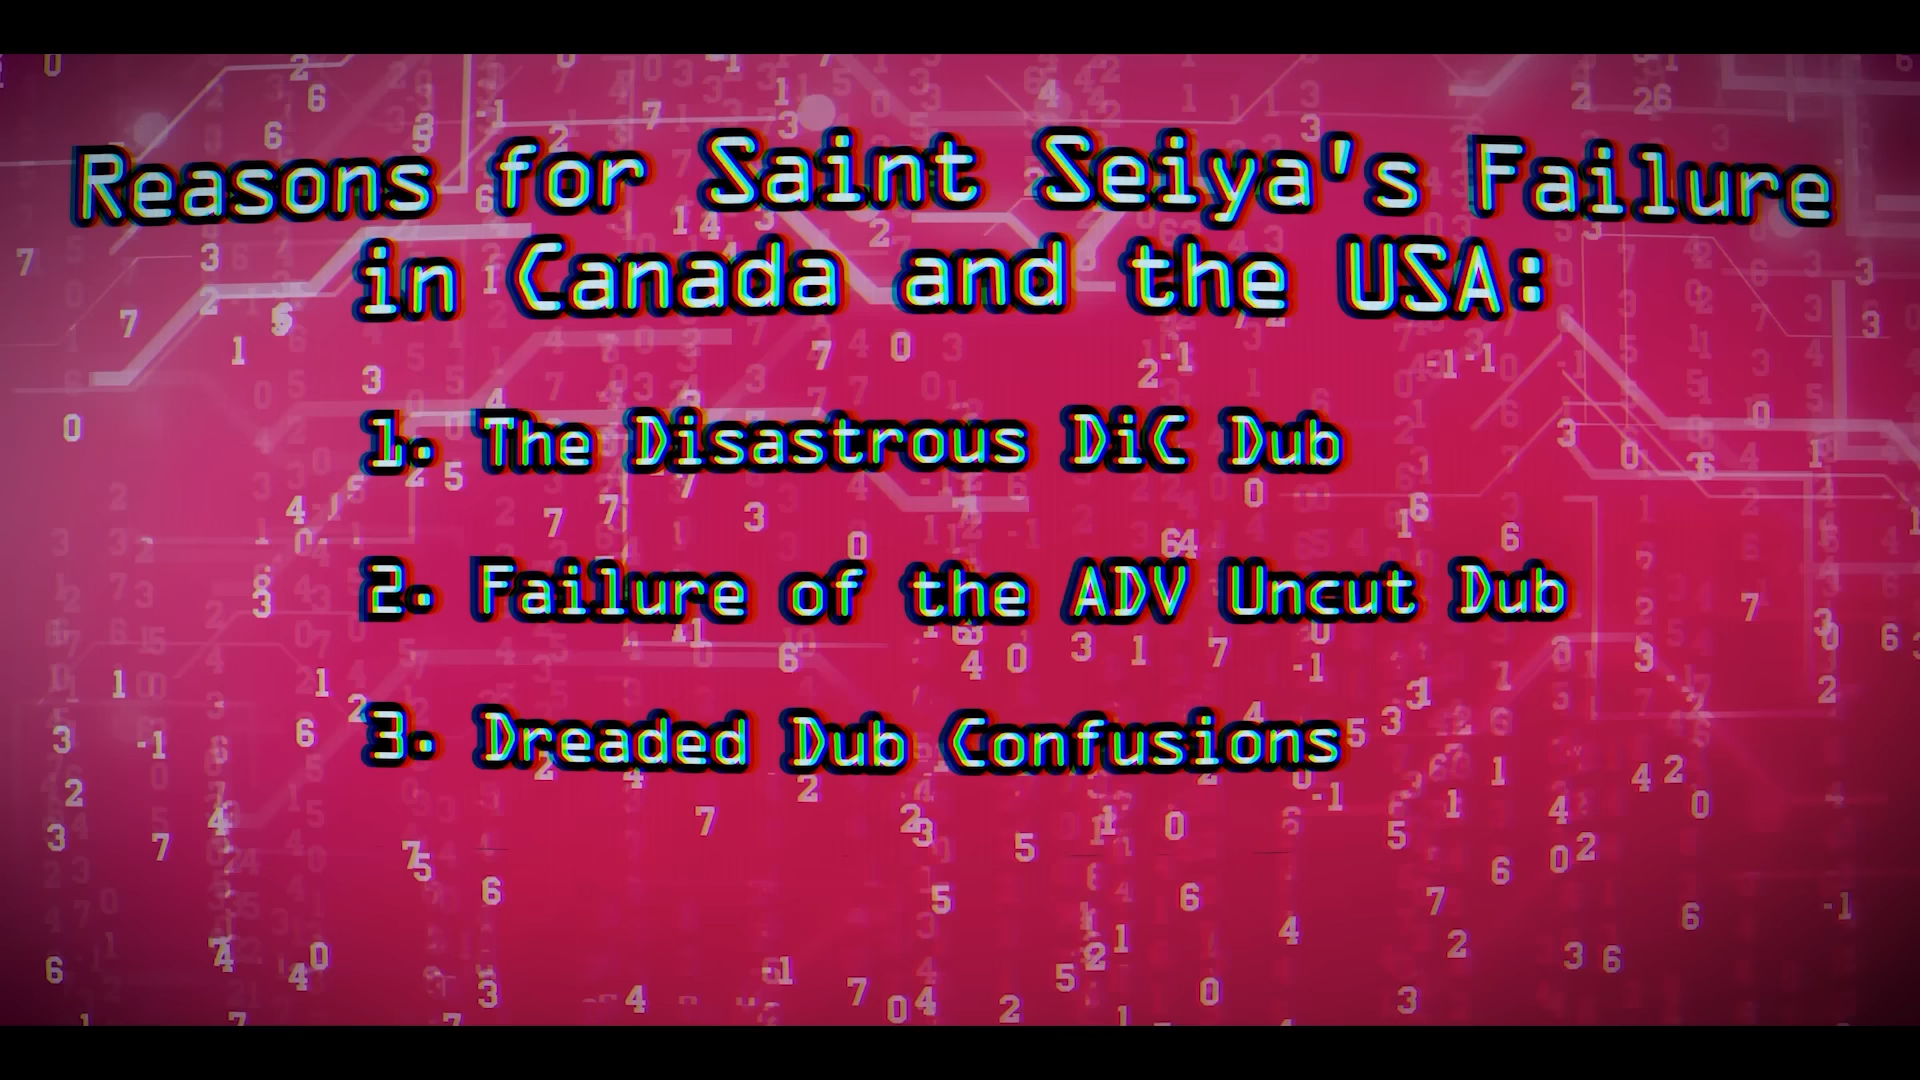 Reasons for Saint Seiya's Failure
in Canada and the USA:
1. The Disastrous DiC Dub
2. Failure of the ADV Uncut Dub
3. Dreaded Dub Confusions